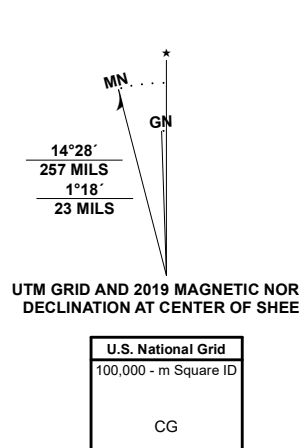 ★
MN
GN
14°28´
257 MILS
1°18´
23 MILS
UTM GRID AND 2019 MAGNETIC NOR
DECLINATION AT CENTER OF SHEE
U.S. National Grid
100,000 - m Square ID
CG